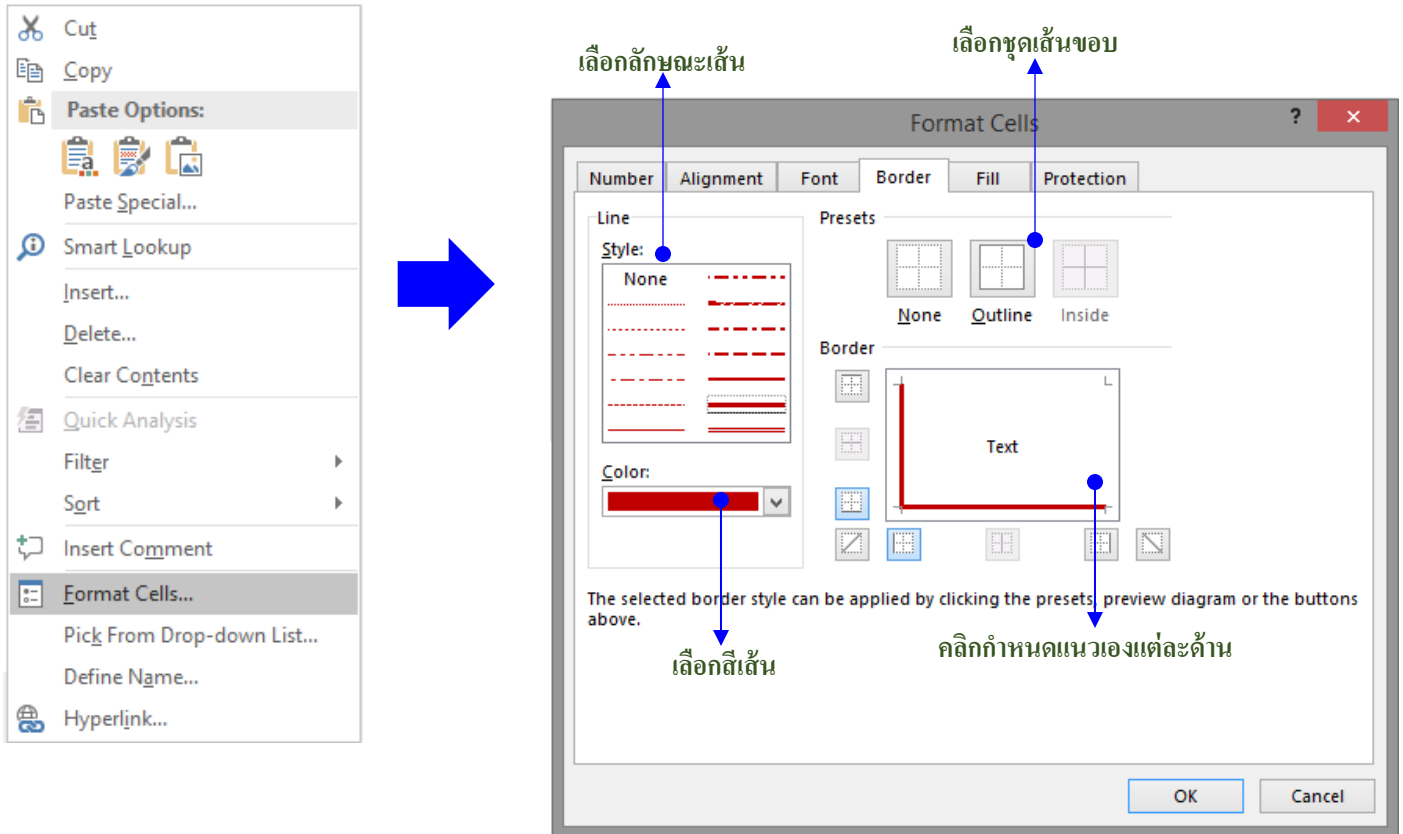 Cut
Copy
Paste Options:
Paste Special...
Smart Lookup
Insert...
Delete...
Clear Contents
Quick Analysis
Filter
Sort
Insert Comment
Format Cells...
Pick From Drop-down List...
Define Name...
Hyperlink...
เลือกลักษณะเส้น
เลือกชุดเส้นขอบ
Format Cells
?
Number Alignment Font Border Fill Protection
Line
Style:
None
Color:
Presets
None Outline Inside
Border
Text
The selected border style can be applied by clicking the presets, preview diagram or the buttons
above.
เลือกสีเส้น
คลิกกำหนดแนวเองแต่ละด้าน
OK Cancel